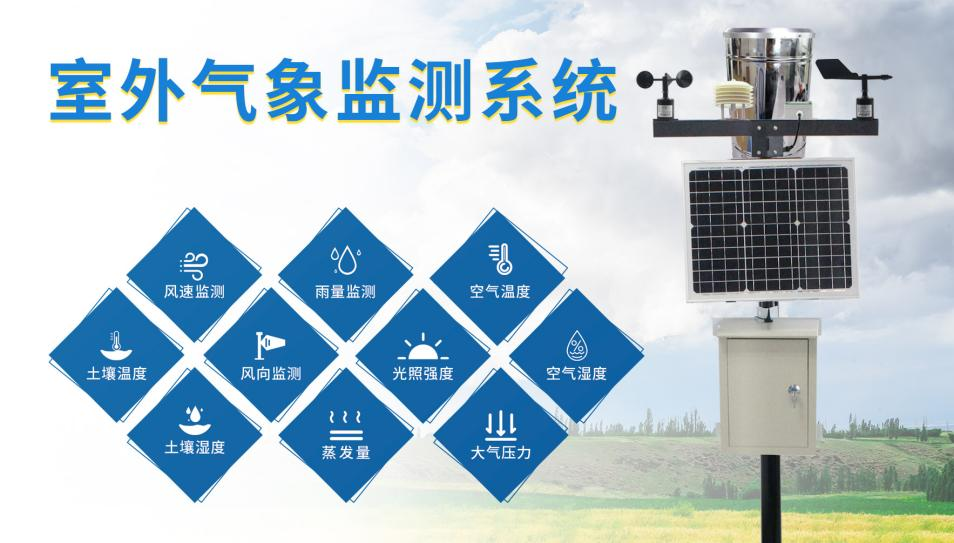 室外气象监测系统
风速监测
雨量监测
空气温度
土壤温度
风向监测
光照强度
空气湿度
土壤湿度
蒸发量
大气压力